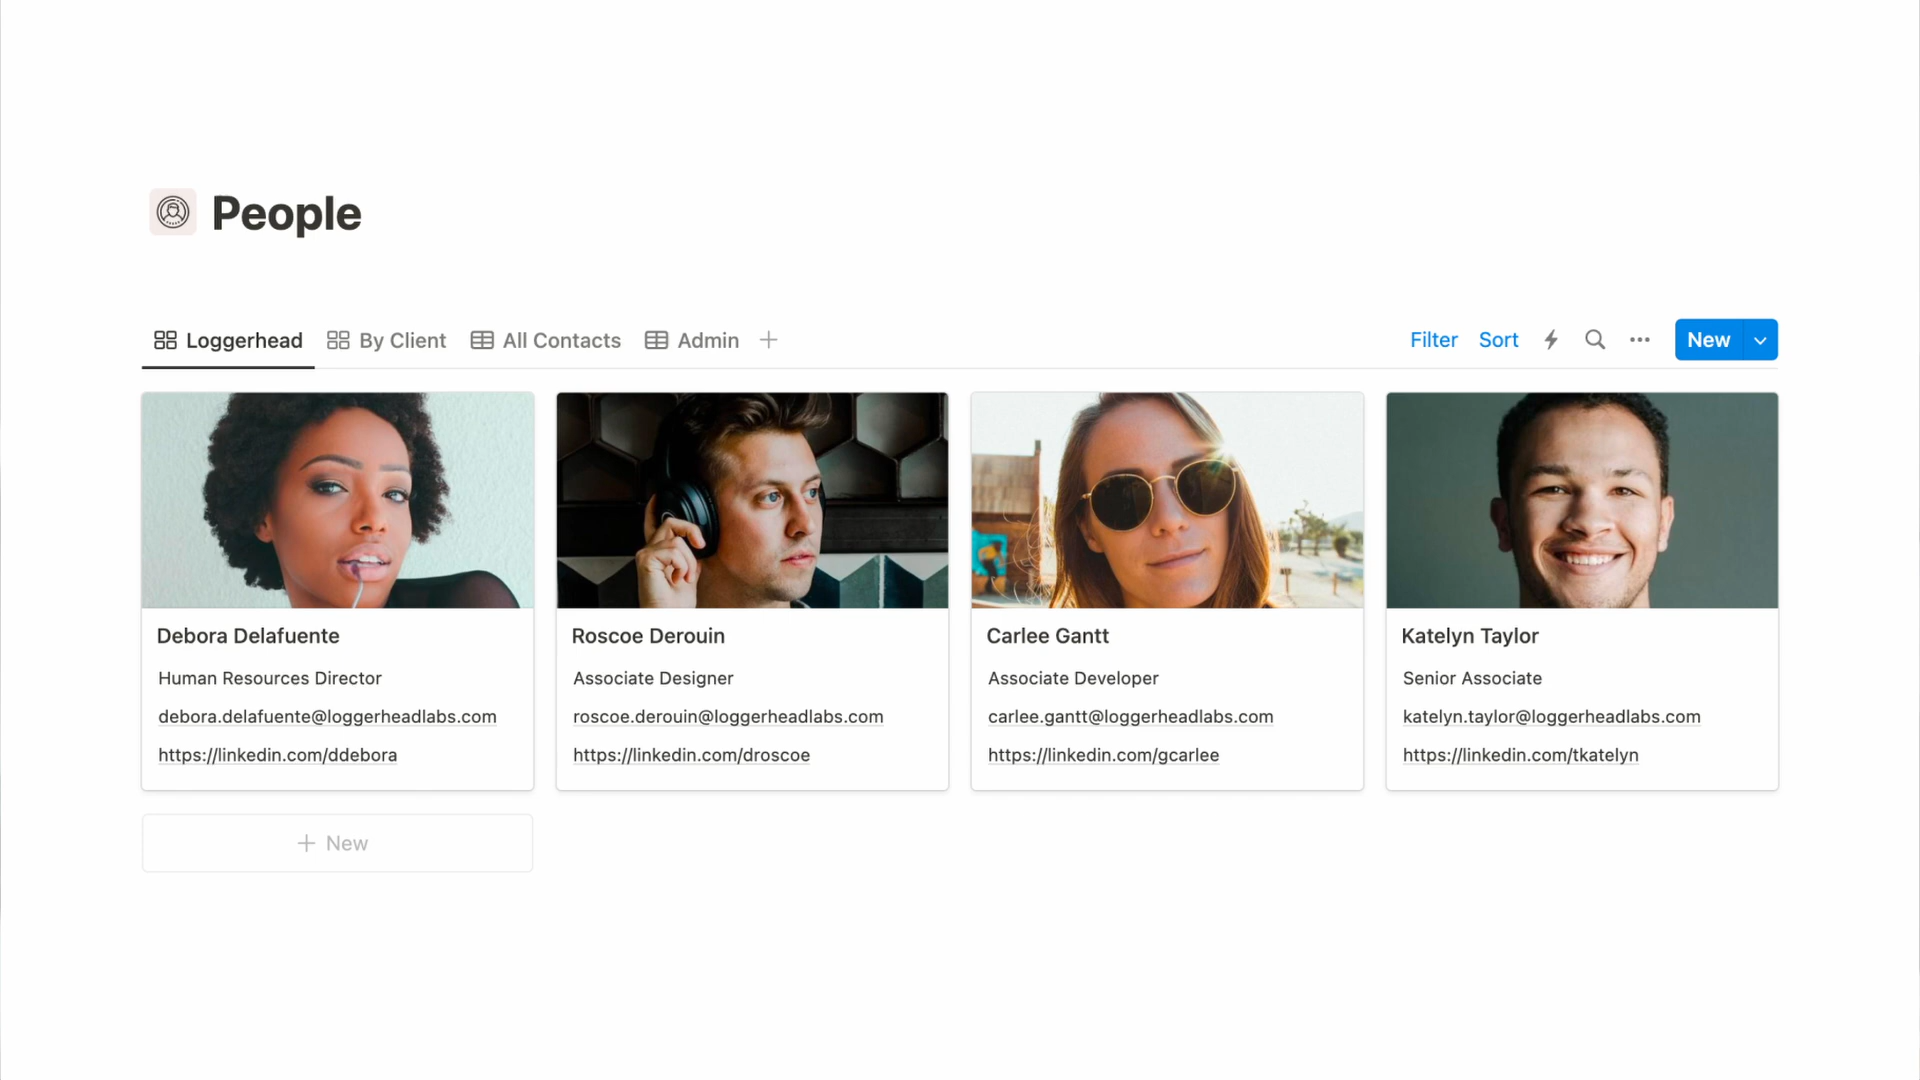 People
Loggerhead By Client All Contacts Admin
Filter Sort New
Debora Delafuente
Human Resources Director
debora.delafuente@loggerheadlabs.com
https://linkedin.com/ddebora
Roscoe Derouin
Associate Designer
roscoe.derouin@loggerheadlabs.com
https://linkedin.com/droscoe
Carlee Gantt
Associate Developer
carlee.gantt@loggerheadlabs.com
https://linkedin.com/gcarlee
Katelyn Taylor
Senior Associate
katelyn.taylor@loggerheadlabs.com
https://linkedin.com/tkatelyn
New